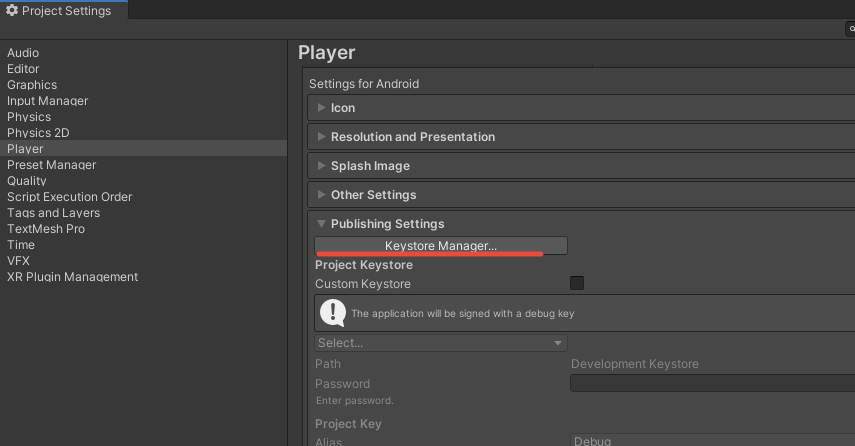 Project Settings
Audio
Editor
Graphics
Input Manager
Physics
Physics 2D
Player
Preset Manager
Quality
Script Execution Order
Tags and Layers
TextMesh Pro
Time
VFX
XR Plugin Management
Player
Settings for Android
Icon
Resolution and Presentation
Splash Image
Other Settings
Publishing Settings
Keystore Manager...
Project Keystore
Custom Keystore
The application will be signed with a debug key
Select...
Path Development Keystore
Password
Enter password.
Project Key
Alias Debug